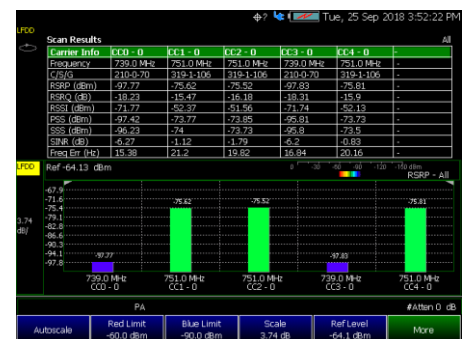 Tue, 25 Sep 2018 3:52:22 PM
LFDD
Scan Results All
Carrier Info CC0 - 0 CC1 - 0 CC2 - 0 CC3 - 0 CC4 - 0 -
Frequency 739.0 MHz 751.0 MHz 751.0 MHz 739.0 MHz 751.0 MHz -
C/S/G 210-0-70 319-1-106 319-1-106 210-0-70 319-1-106 -
RSRP (dBm) -97.77 -75.62 -75.52 -97.83 -75.81 -
RSRQ (dB) -18.23 -15.47 -16.18 -18.31 -15.9 -
RSSI (dBm) -71.77 -52.37 -51.56 -71.74 -52.13 -
PSS (dBm) -97.42 -73.77 -73.85 -95.81 -73.73 -
SSS (dBm) -96.23 -74 -73.73 -95.8 -73.5 -
SINR (dB) -6.27 -1.12 -1.79 -6.2 -0.83 -
Freq Err (Hz) 15.38 21.2 19.82 16.84 20.16 -
LFDD
Ref -64.13 dBm 0 -30 -60 -90 -120 -150 dBm
RSRP - All
3.74
dB/
-67.9
-71.6
-75.4
-79.1
-82.8
-86.6
-90.3
-94.1
-97.8
-97.77 -75.62 -75.52 -97.83 -75.81
739.0 MHz 751.0 MHz 751.0 MHz 739.0 MHz 751.0 MHz
CC0 - 0 CC1 - 0 CC2 - 0 CC3 - 0 CC4 - 0
PA #Atten 0 dB
Autoscale Red Limit Blue Limit Scale Ref Level More
-60.0 dBm -90.0 dBm 3.74 dB -64.1 dBm